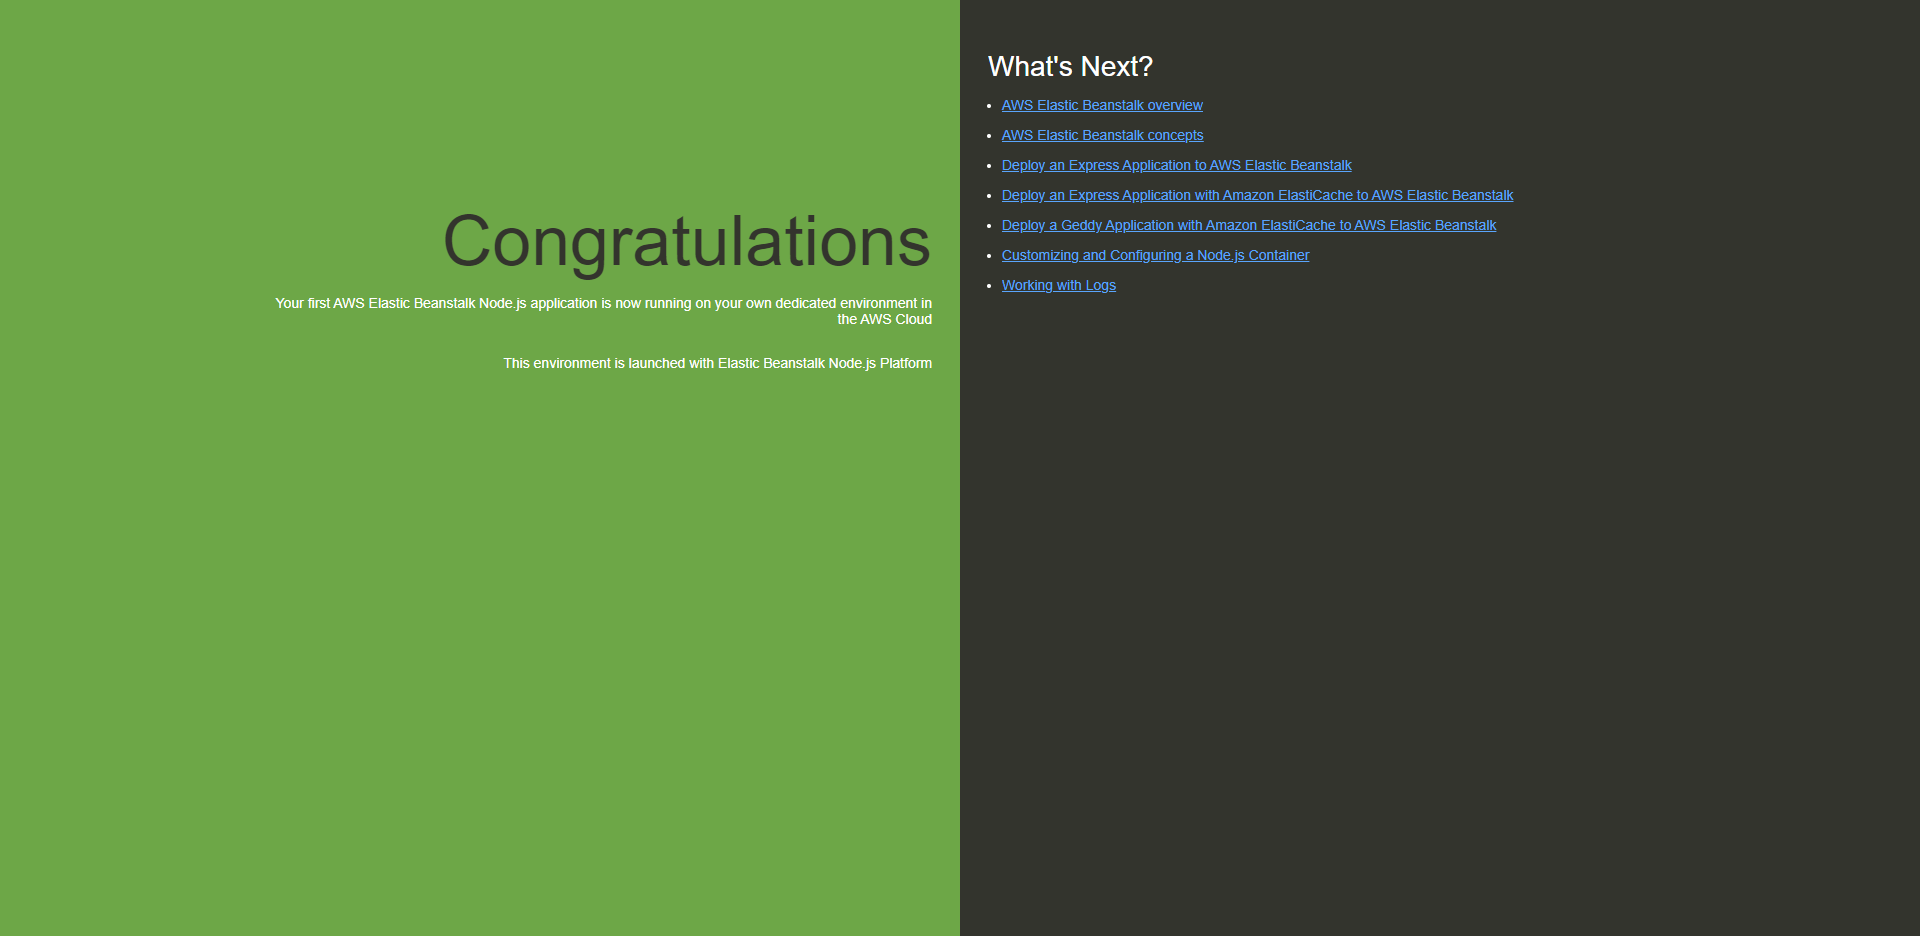 Congratulations
Your first AWS Elastic Beanstalk Node.js application is now running on your own dedicated environment in
the AWS Cloud
This environment is launched with Elastic Beanstalk Node.js Platform
What's Next?
AWS Elastic Beanstalk overview
AWS Elastic Beanstalk concepts
Deploy an Express Application to AWS Elastic Beanstalk
Deploy an Express Application with Amazon ElastiCache to AWS Elastic Beanstalk
Deploy a Geddy Application with Amazon ElastiCache to AWS Elastic Beanstalk
Customizing and Configuring a Node.js Container
Working with Logs